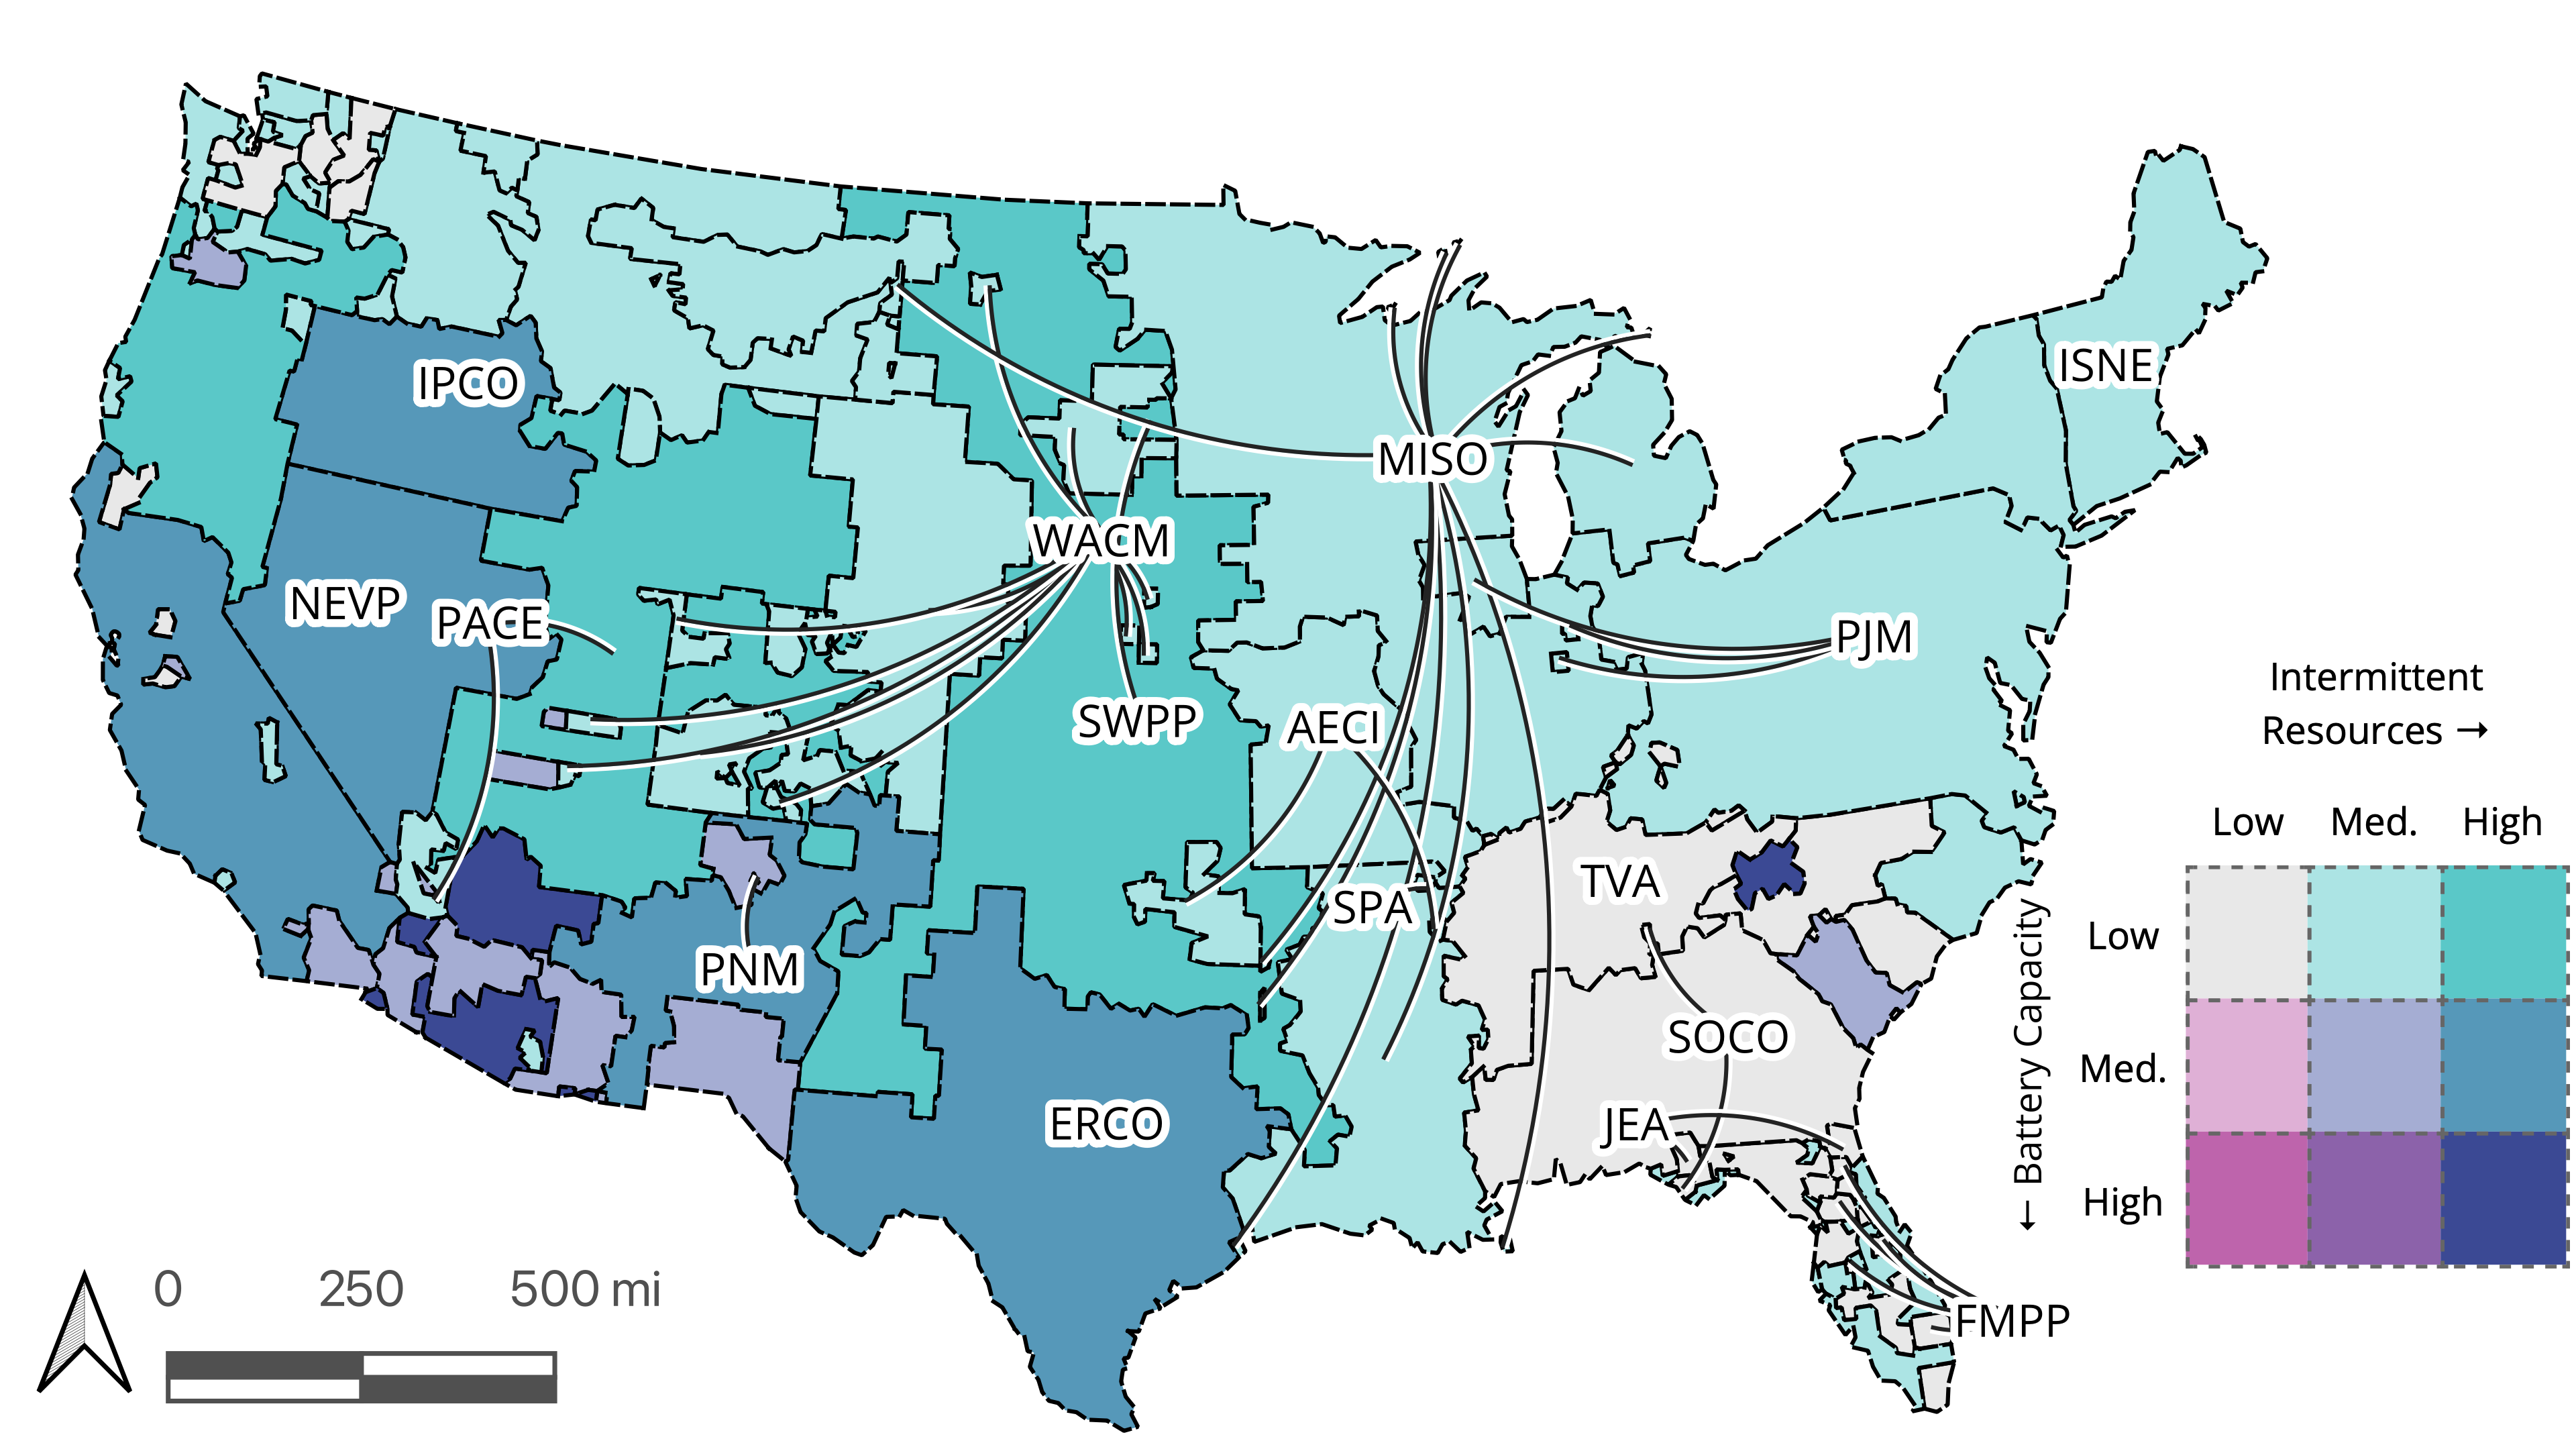 IPCO
ISNE
MISO
WACM
NEVP
PACE
PJM
SWPP
AECI
TVA
SPA
PNM
SOCO
ERCO
JEA
FMPP
0 250 500 mi
Intermittent
Resources →
Low Med. High
Low
Med.
High
← Battery Capacity